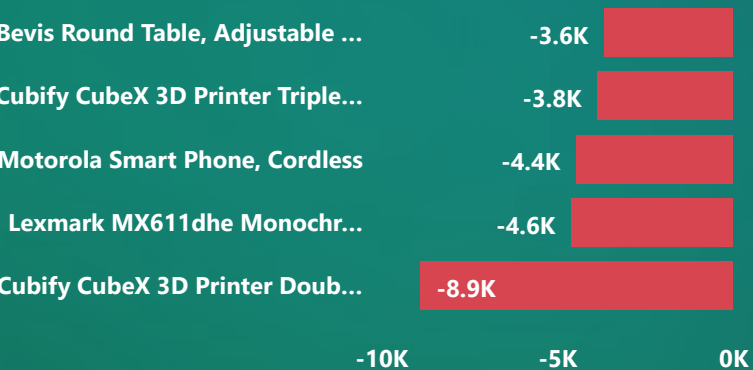 Bevis Round Table, Adjustable ... -3.6K
Cubify CubeX 3D Printer Triple... -3.8K
Motorola Smart Phone, Cordless -4.4K
Lexmark MX611dhe Monochr... -4.6K
Cubify CubeX 3D Printer Doub... -8.9K
-10K -5K 0K